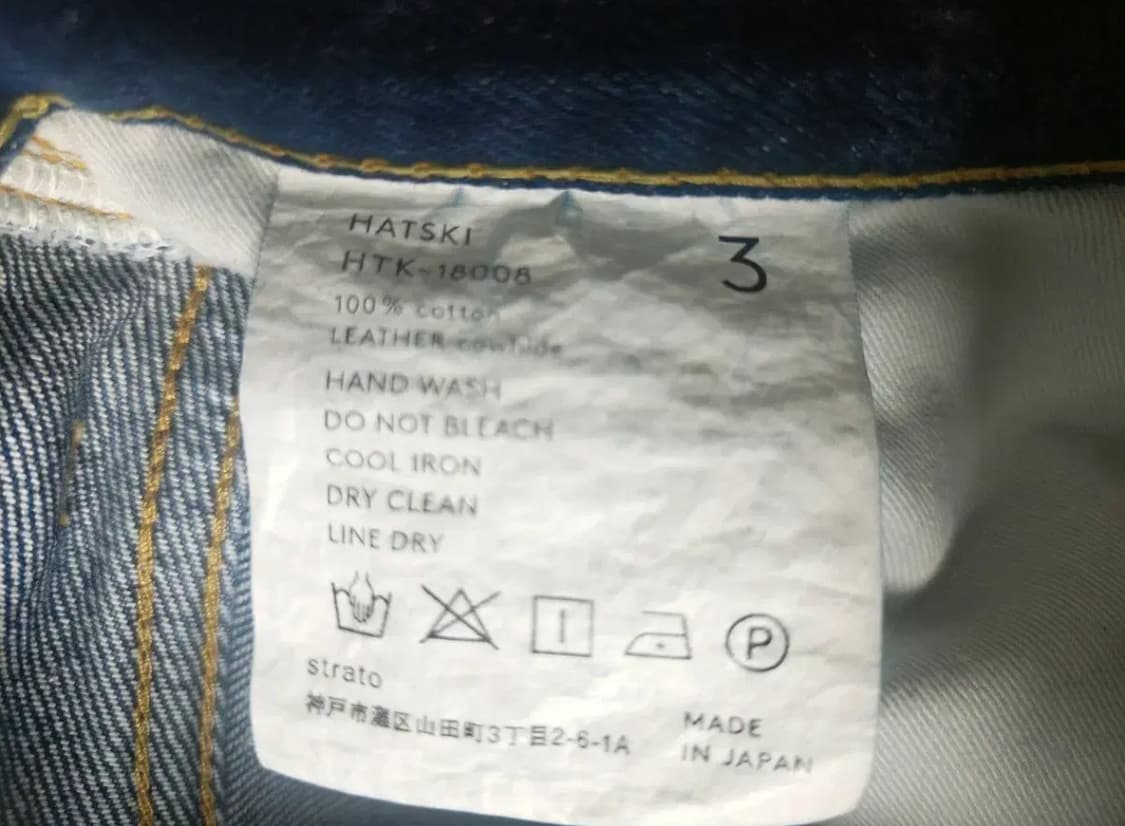 HATSKI
3
HTK-18008
100% cotton
LEATHER cowhide
HAND WASH
DO NOT BLEACH
COOL IRON
DRY CLEAN
LINE DRY
P
strato
神戸市灘区山田町3丁目2-6-1A
MADE
IN JAPAN